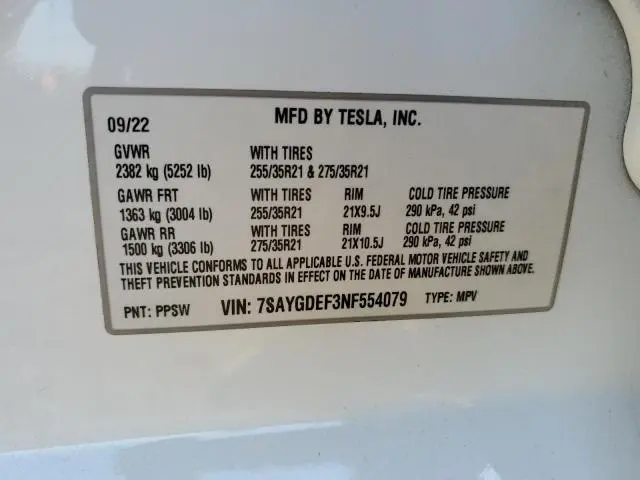 09/22 MFD BY TESLA, INC.
GVWR WITH TIRES
2382 kg (5252 lb) 255/35R21 & 275/35R21
GAWR FRT WITH TIRES RIM COLD TIRE PRESSURE
1363 kg (3004 lb) 255/35R21 21X9.5J 290 kPa, 42 psi
GAWR RR WITH TIRES RIM COLD TIRE PRESSURE
1500 kg (3306 lb) 275/35R21 21X10.5J 290 kPa, 42 psi
THIS VEHICLE CONFORMS TO ALL APPLICABLE U.S. FEDERAL MOTOR VEHICLE SAFETY AND
THEFT PREVENTION STANDARDS IN EFFECT ON THE DATE OF MANUFACTURE SHOWN ABOVE.
PNT: PPSW VIN: 7SAYGDEF3NF554079 TYPE: MPV